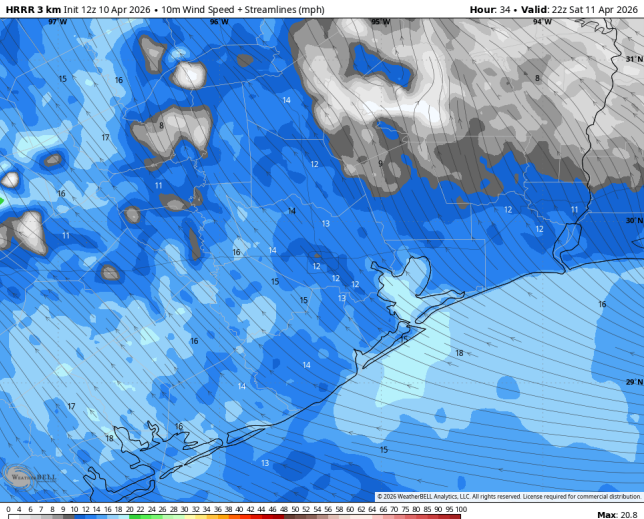 HRRR 3 km Init 12z 10 Apr 2026 • 10m Wind Speed + Streamlines (mph)
Hour: 34 • Valid: 22z Sat 11 Apr 2026
97°W 96°W 95°W 94°W
31°N
15 16 8
14
17 8
12 9
11
16
14 12 11
13 30°N
11 16 14 12
12
15 12 12
15 13 16
16 15
18
14
29°N
14
17
18 16
15
13
WEATHERBELL
© 2026 WeatherBELL Analytics, LLC. All rights reserved. License required for commercial distribution.
0 4 6 7 8 9 10 12 14 16 18 20 22 24 26 28 30 32 34 36 38 40 42 44 46 48 50 52 54 56 58 60 62 64 66 68 70 75 80 85 90 95 100
Max: 20.8